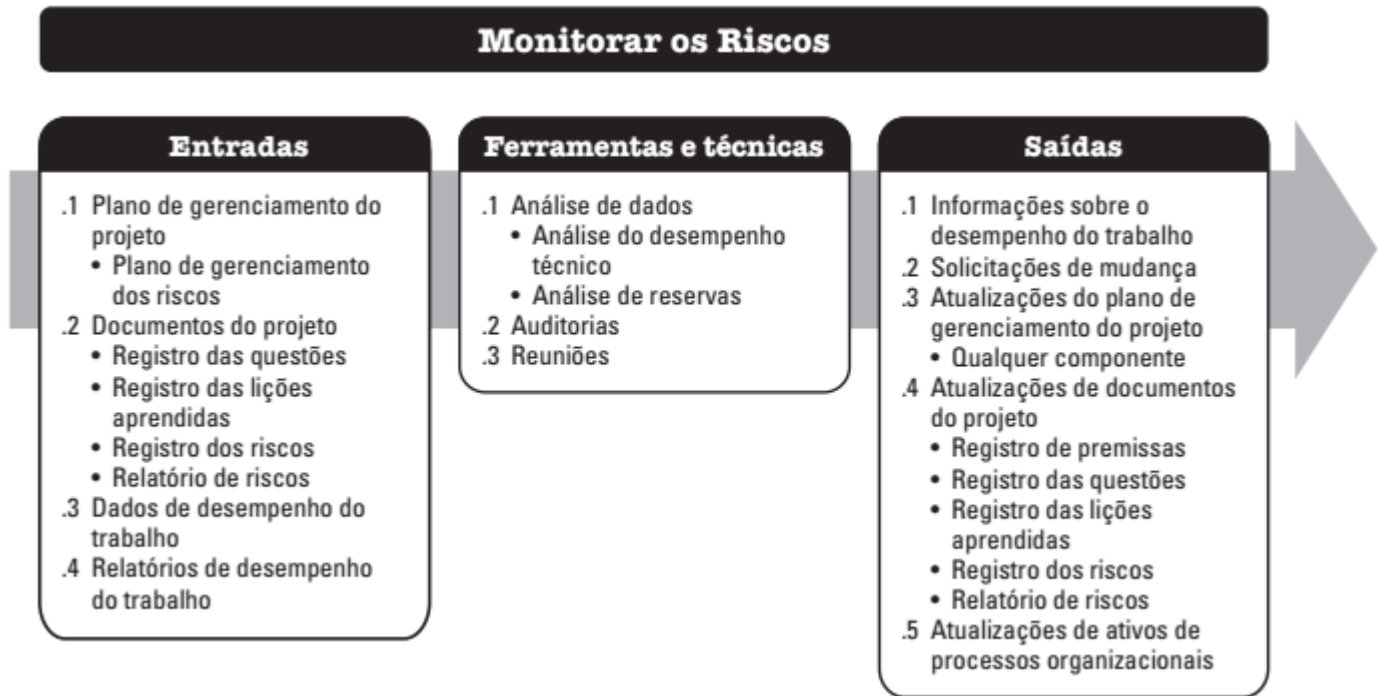 Monitorar os Riscos
Entradas
.1 Plano de gerenciamento do
projeto
• Plano de gerenciamento
dos riscos
.2 Documentos do projeto
• Registro das questões
• Registro das lições
aprendidas
• Registro dos riscos
• Relatório de riscos
.3 Dados de desempenho do
trabalho
.4 Relatórios de desempenho
do trabalho
Ferramentas e técnicas
.1 Análise de dados
• Análise do desempenho
técnico
• Análise de reservas
.2 Auditorias
.3 Reuniões
Saídas
.1 Informações sobre o
desempenho do trabalho
.2 Solicitações de mudança
.3 Atualizações do plano de
gerenciamento do projeto
• Qualquer componente
.4 Atualizações de documentos
do projeto
• Registro de premissas
• Registro das questões
• Registro das lições
aprendidas
• Registro dos riscos
• Relatório de riscos
.5 Atualizações de ativos de
processos organizacionais